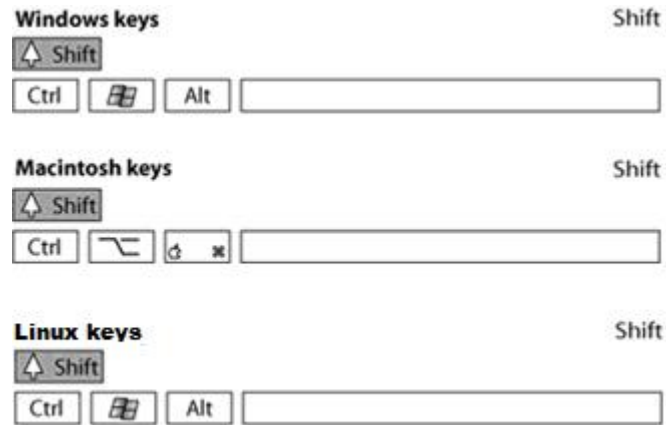 Windows keys Shift
Shift
Ctrl Alt
Macintosh keys Shift
Shift
Ctrl ⌥ ⌘
Linux keys Shift
Shift
Ctrl Alt